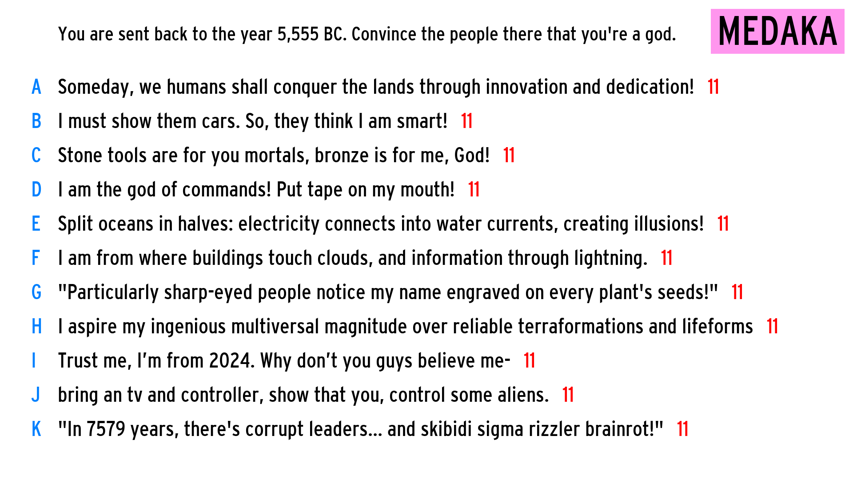 You are sent back to the year 5,555 BC. Convince the people there that you're a god.
MEDAKA
A Someday, we humans shall conquer the lands through innovation and dedication! 11
B I must show them cars. So, they think I am smart! 11
C Stone tools are for you mortals, bronze is for me, God! 11
D I am the god of commands! Put tape on my mouth! 11
E Split oceans in halves: electricity connects into water currents, creating illusions! 11
F I am from where buildings touch clouds, and information through lightning. 11
G "Particularly sharp-eyed people notice my name engraved on every plant's seeds!" 11
H I aspire my ingenious multiversal magnitude over reliable terraformations and lifeforms 11
I Trust me, I’m from 2024. Why don’t you guys believe me- 11
J bring an tv and controller, show that you, control some aliens. 11
K "In 7579 years, there's corrupt leaders... and skibidi sigma rizzler brainrot!" 11